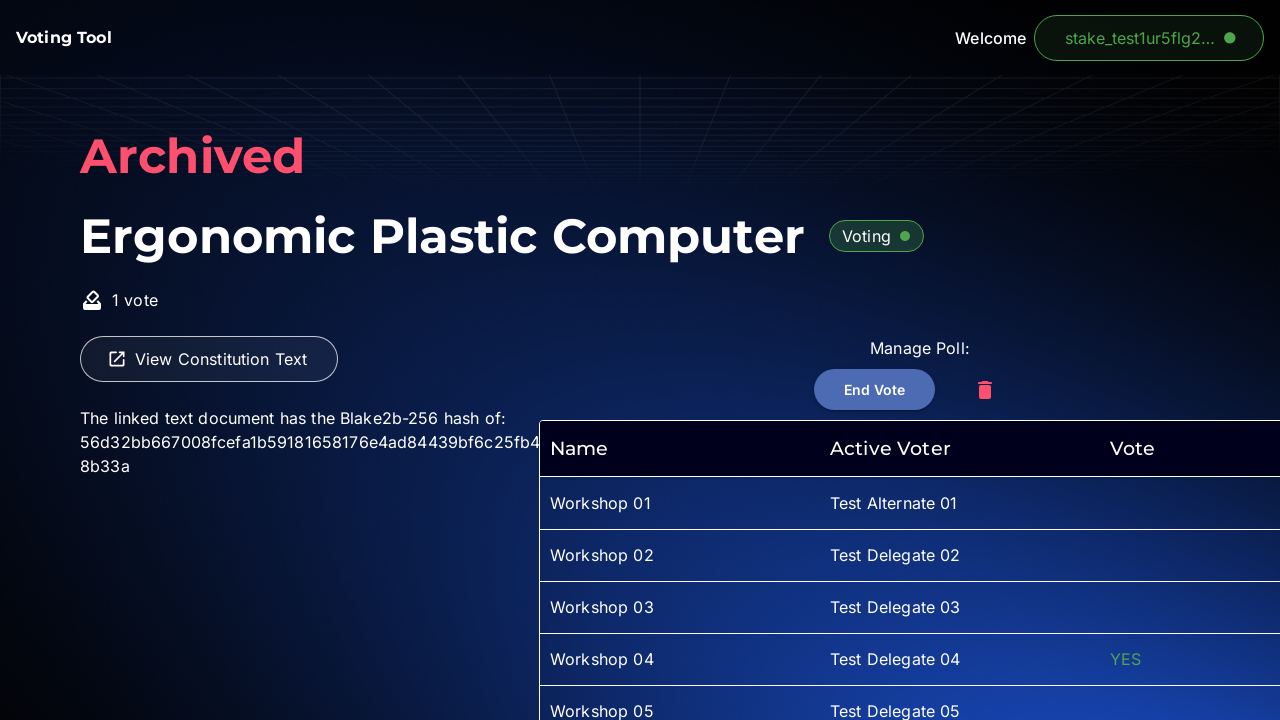 Voting Tool
Welcome
stake_test1ur5flg2...
Archived
Ergonomic Plastic Computer
Voting
1 vote
View Constitution Text
Manage Poll:
End Vote
The linked text document has the Blake2b-256 hash of:
56d32bb667008fcefa1b59181658176e4ad84439bf6c25fb4
8b33a
Name Active Voter Vote
Workshop 01 Test Alternate 01
Workshop 02 Test Delegate 02
Workshop 03 Test Delegate 03
Workshop 04 Test Delegate 04 YES
Workshop 05 Test Delegate 05